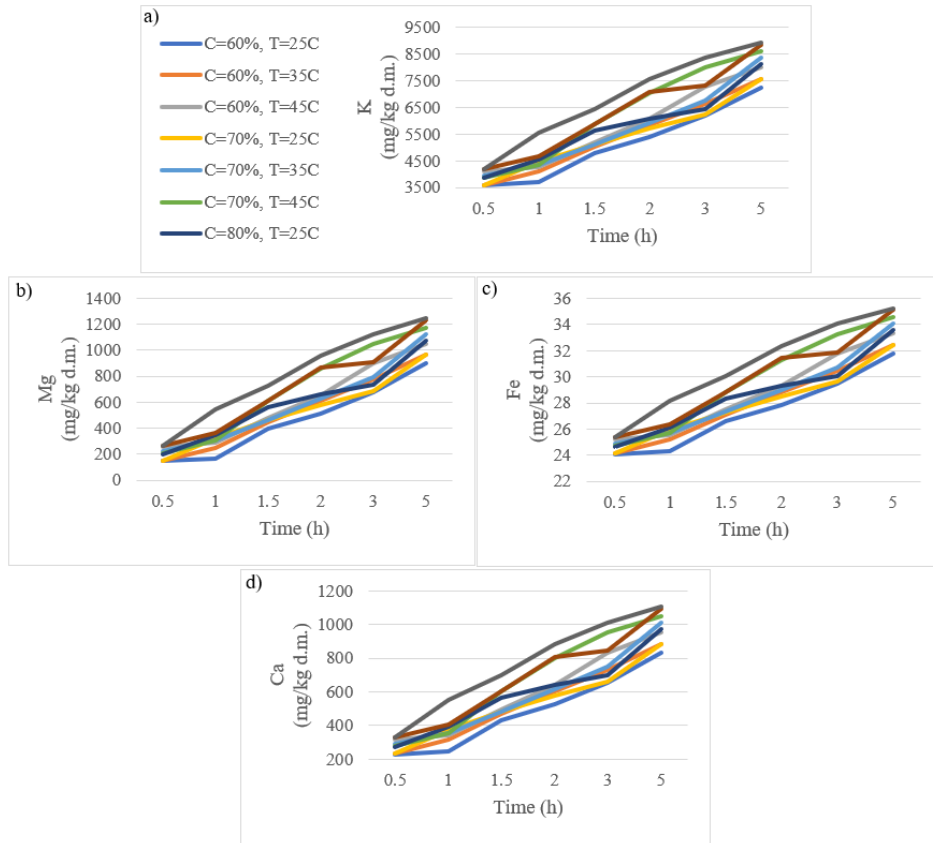 a)
C=60%, T=25C
C=60%, T=35C
C=60%, T=45C
C=70%, T=25C
C=70%, T=35C
C=70%, T=45C
C=80%, T=25C
K
(mg/kg d.m.)
9500
8500
7500
6500
5500
4500
3500
0.5 1 1.5 2 3 5
Time (h)
b)
Mg
(mg/kg d.m.)
1400
1200
1000
800
600
400
200
0
0.5 1 1.5 2 3 5
Time (h)
c)
Fe
(mg/kg d.m.)
36
34
32
30
28
26
24
22
0.5 1 1.5 2 3 5
Time (h)
d)
Ca
(mg/kg d.m.)
1200
1000
800
600
400
200
0.5 1 1.5 2 3 5
Time (h)